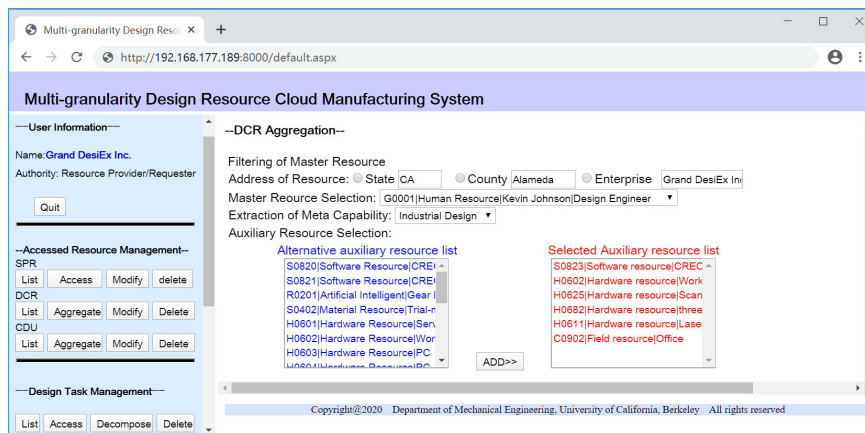 Multi-granularity Design Reso
http://192.168.177.189:8000/default.aspx
Multi-granularity Design Resource Cloud Manufacturing System
---User Information---
Name:Grand DesiEx Inc.
Authority: Resource Provider/Requester
Quit
--Accessed Resource Management--
SPR
List Access Modify delete
DCR
List Aggregate Modify Delete
CDU
List Aggregate Modify Delete
---Design Task Management---
List Access Decompose Delete
--DCR Aggregation--
Filtering of Master Resource
Address of Resource: State CA County Alameda Enterprise Grand DesiEx Inc
Master Reource Selection: G0001|Human Resource|Kevin Johnson|Design Engineer
Extraction of Meta Capability: Industrial Design
Auxiliary Resource Selection:
Alternative auxiliary resource list
S0820|Software Resource|CREO
S0821|Software Resource|CREO
R0201|Artificial Intelligent|Gear I
S0402|Material Resource|Trial-m
H0601|Hardware Resource|Serv
H0602|Hardware Resource|Wor
H0603|Hardware Resource|PC
H0604|Hardware Resource|PC
ADD>>
Selected Auxiliary resource list
S0823|Software resource|CREC
H0602|Hardware resource|Work
H0625|Hardware resource|Scan
H0682|Hardware resource|three
H0611|Hardware resource|Lase
C0902|Field resource|Office
Copyright@2020 Department of Mechanical Engineering, University of California, Berkeley All rights reserved